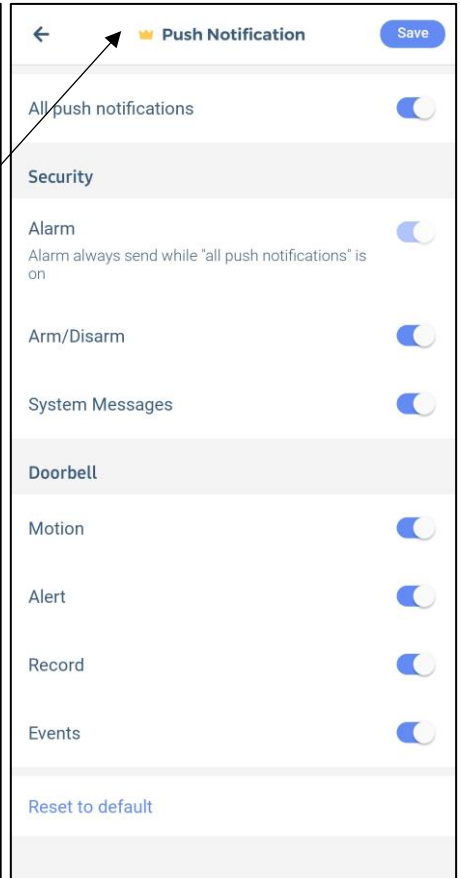 Push Notification
Save
All push notifications
Security
Alarm
Alarm always send while "all push notifications" is
on
Arm/Disarm
System Messages
Doorbell
Motion
Alert
Record
Events
Reset to default